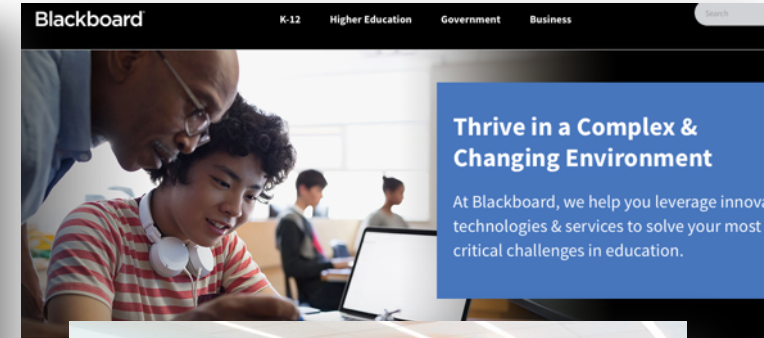 Blackboard
K-12 Higher Education Government Business
Search
Thrive in a Complex &
Changing Environment
At Blackboard, we help you leverage
technologies & services to solve your most
critical challenges in education.